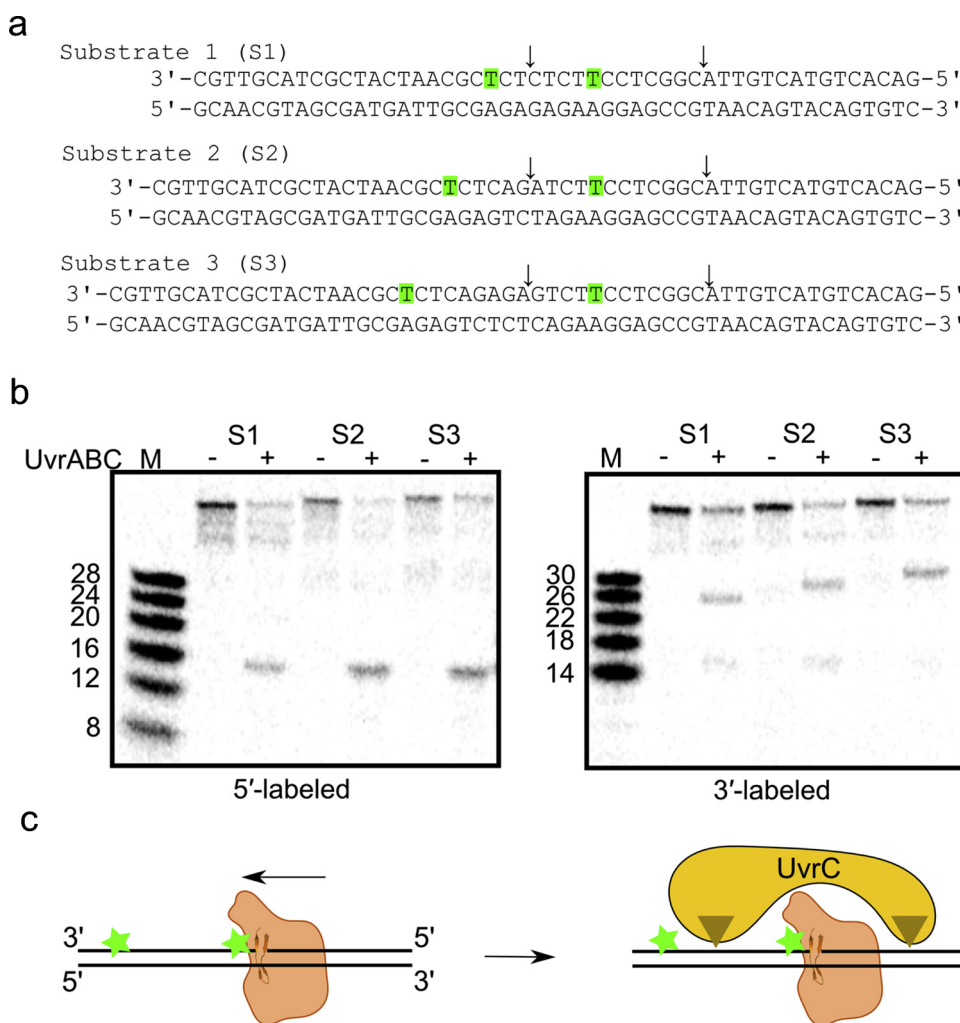 a
Substrate 1 (S1)
3'-CGTTGCATCGCTACTAACGCTCTCTCTTCCTCGGCATTGTCATGTCACAG-5'
5'-GCAACGTAGCGATGATTGCGAGAGAGAAGGAGCCGTAACAGTACAGTGTC-3'
Substrate 2 (S2)
3'-CGTTGCATCGCTACTAACGCTCTCAGATCTTCCTCGGCATTGTCATGTCACAG-5'
5'-GCAACGTAGCGATGATTGCGAGAGTCTAGAAGGAGCCGTAACAGTACAGTGTC-3'
Substrate 3 (S3)
3'-CGTTGCATCGCTACTAACGCTCTCAGAGAGTCTTCCTCGGCATTGTCATGTCACAG-5'
5'-GCAACGTAGCGATGATTGCGAGAGTCTCTCAGAAGGAGCCGTAACAGTACAGTGTC-3'
b
S1 S2 S3
UvrABC M - + - + - +
28
24
20
16
12
8
5′-labeled
S1 S2 S3
M - + - + - +
30
26
22
18
14
3′-labeled
c
3' 5'
5' 3'
UvrC